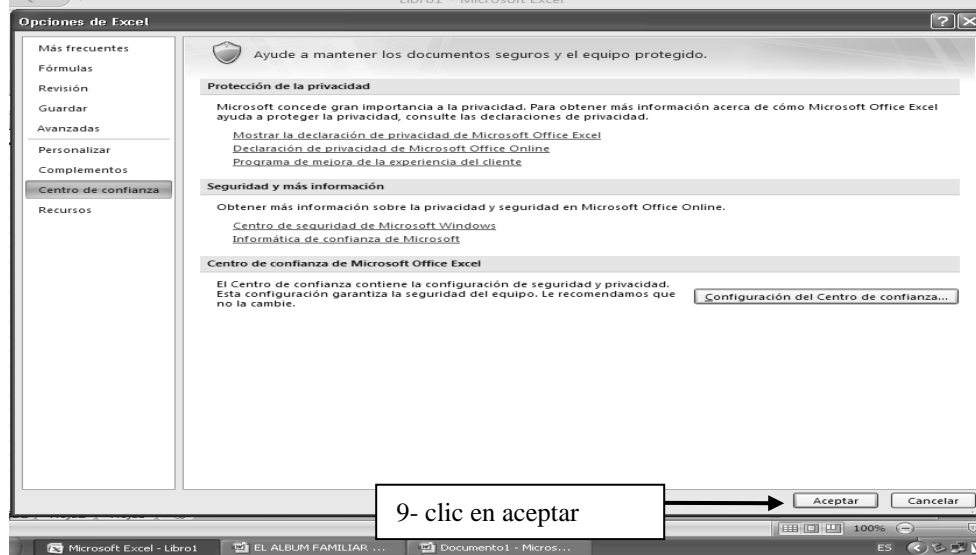 Libro1 - Microsoft Excel
Opciones de Excel
Más frecuentes
Fórmulas
Revisión
Guardar
Avanzadas
Personalizar
Complementos
Centro de confianza
Recursos
Ayude a mantener los documentos seguros y el equipo protegido.
Protección de la privacidad
Microsoft concede gran importancia a la privacidad. Para obtener más información acerca de cómo Microsoft Office Excel
ayuda a proteger la privacidad, consulte las declaraciones de privacidad.
Mostrar la declaración de privacidad de Microsoft Office Excel
Declaración de privacidad de Microsoft Office Online
Programa de mejora de la experiencia del cliente
Seguridad y más información
Obtener más información sobre la privacidad y seguridad en Microsoft Office Online.
Centro de seguridad de Microsoft Windows
Informática de confianza de Microsoft
Centro de confianza de Microsoft Office Excel
El Centro de confianza contiene la configuración de seguridad y privacidad.
Esta configuración garantiza la seguridad del equipo. Le recomendamos que
no la cambie.
Configuración del Centro de confianza...
9- clic en aceptar
Aceptar
Cancelar
100%
Microsoft Excel - Libro1
EL ALBUM FAMILIAR ...
Documento1 - Micros...
ES